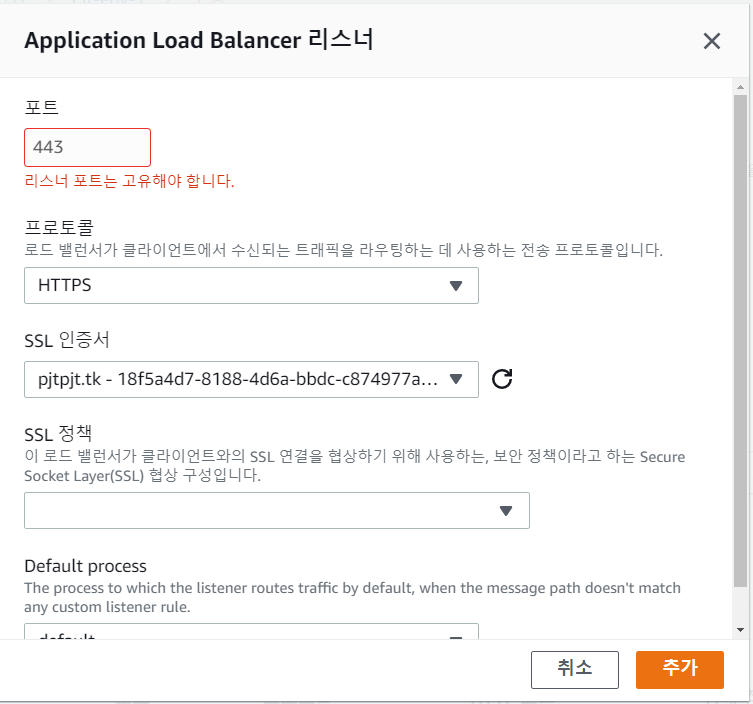 Application Load Balancer 리스너
포트
443
리스너 포트는 고유해야 합니다.
프로토콜
로드 밸런서가 클라이언트에서 수신되는 트래픽을 라우팅하는 데 사용하는 전송 프로토콜입니다.
HTTPS
SSL 인증서
pjtpjt.tk - 18f5a4d7-8188-4d6a-bbdc-c874977a...
SSL 정책
이 로드 밸런서가 클라이언트와의 SSL 연결을 협상하기 위해 사용하는, 보안 정책이라고 하는 Secure
Socket Layer(SSL) 협상 구성입니다.
Default process
The process to which the listener routes traffic by default, when the message path doesn't match
any custom listener rule.
default
취소
추가